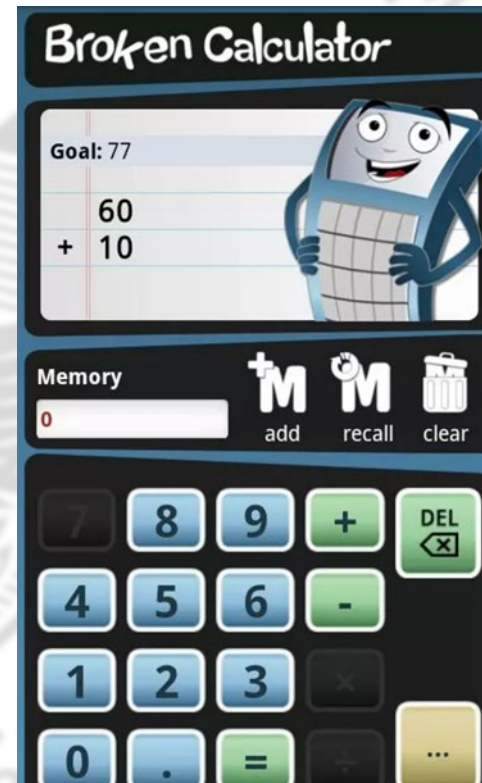 Broken Calculator
Goal: 77
60
+ 10
Memory
0
+M M M
add recall clear
7 8 9 + DEL
4 5 6 -
1 2 3 ×
0 . = ÷ ...